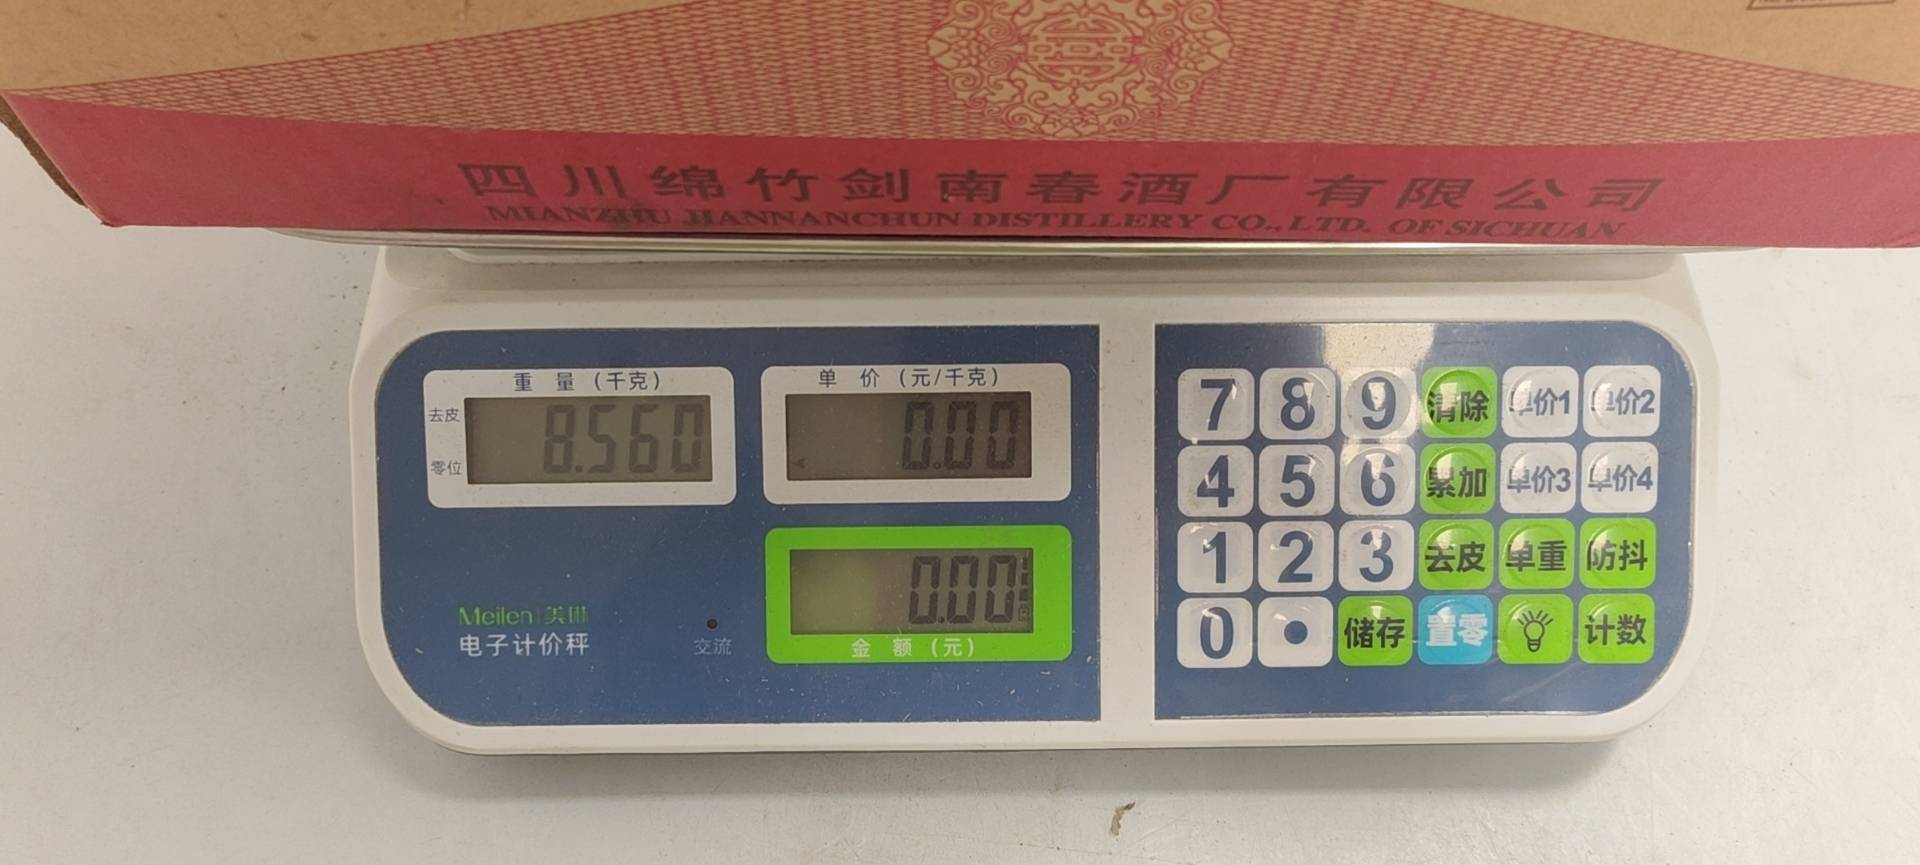 四川绵竹剑南春酒厂有限公司
MIANZHU JIANNANCHUN DISTILLERY CO., LTD. OF SICHUAN
重量(千克)
去皮
零位
8.560
单价(元/千克)
0.00
0.00
金额(元)
Meilen 美琳
电子计价秤
交流
7 8 9 清除 单价1 单价2
4 5 6 累加 单价3 单价4
1 2 3 去皮 单重 防抖
0 . 储存 置零 计数